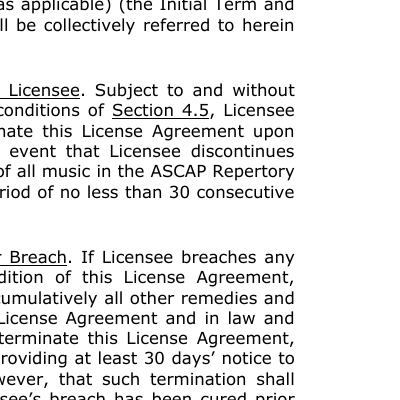 as applicable) (the Initial Term and
ll be collectively referred to herein
Licensee. Subject to and without
conditions of Section 4.5, Licensee
nate this License Agreement upon
event that Licensee discontinues
of all music in the ASCAP Repertory
riod of no less than 30 consecutive
r Breach. If Licensee breaches any
dition of this License Agreement,
cumulatively all other remedies and
License Agreement and in law and
terminate this License Agreement,
roviding at least 30 days’ notice to
wever, that such termination shall
see’s breach has been cured prior